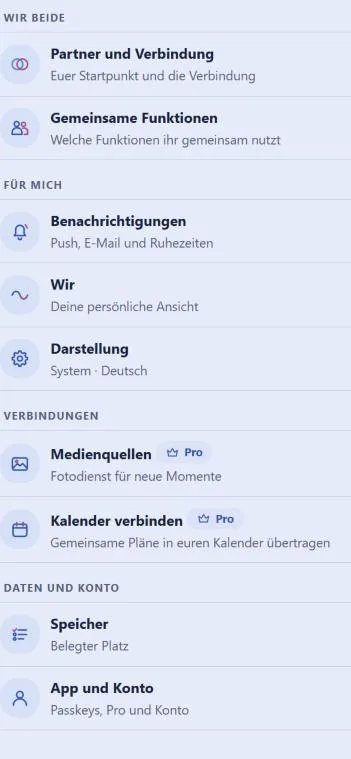 WIR BEIDE
Partner und Verbindung
Euer Startpunkt und die Verbindung
Gemeinsame Funktionen
Welche Funktionen ihr gemeinsam nutzt
FÜR MICH
Benachrichtigungen
Push, E-Mail und Ruhezeiten
Wir
Deine persönliche Ansicht
Darstellung
System · Deutsch
VERBINDUNGEN
Medienquellen Pro
Fotodienst für neue Momente
Kalender verbinden Pro
Gemeinsame Pläne in euren Kalender übertragen
DATEN UND KONTO
Speicher
Belegter Platz
App und Konto
Passkeys, Pro und Konto